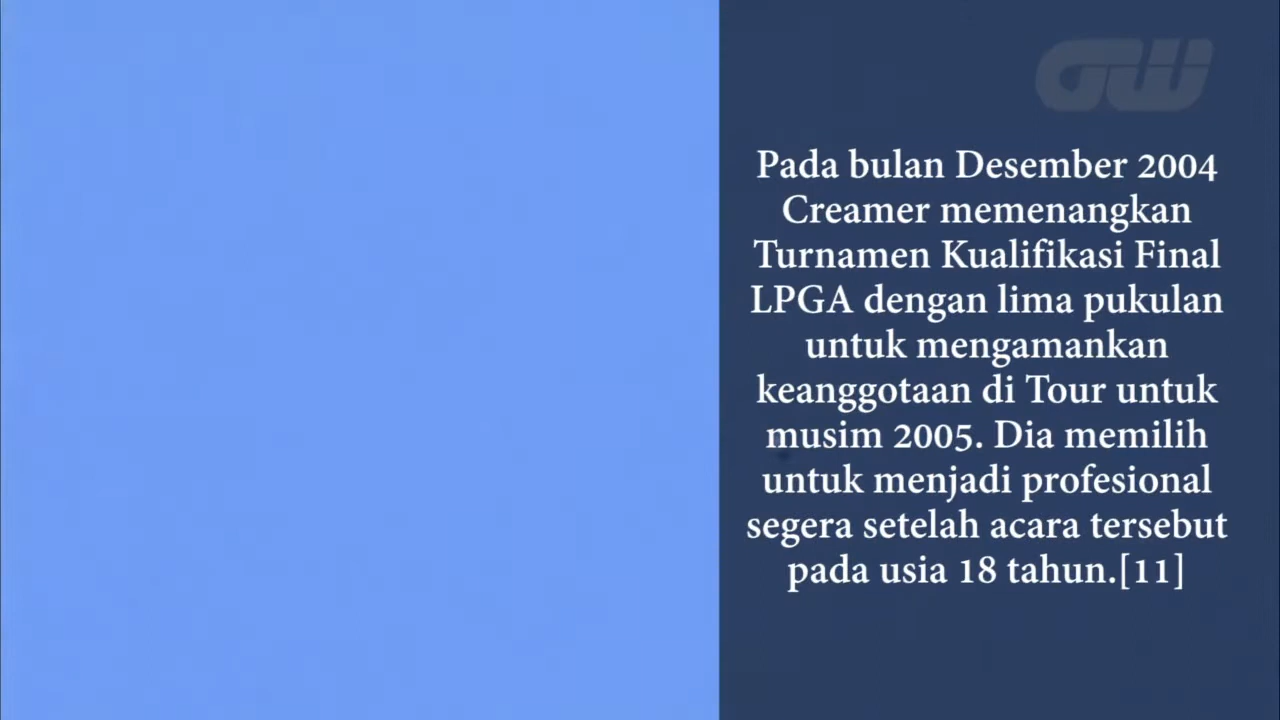 GW
Pada bulan Desember 2004
Creamer memenangkan
Turnamen Kualifikasi Final
LPGA dengan lima pukulan
untuk mengamankan
keanggotaan di Tour untuk
musim 2005. Dia memilih
untuk menjadi profesional
segera setelah acara tersebut
pada usia 18 tahun.[11]